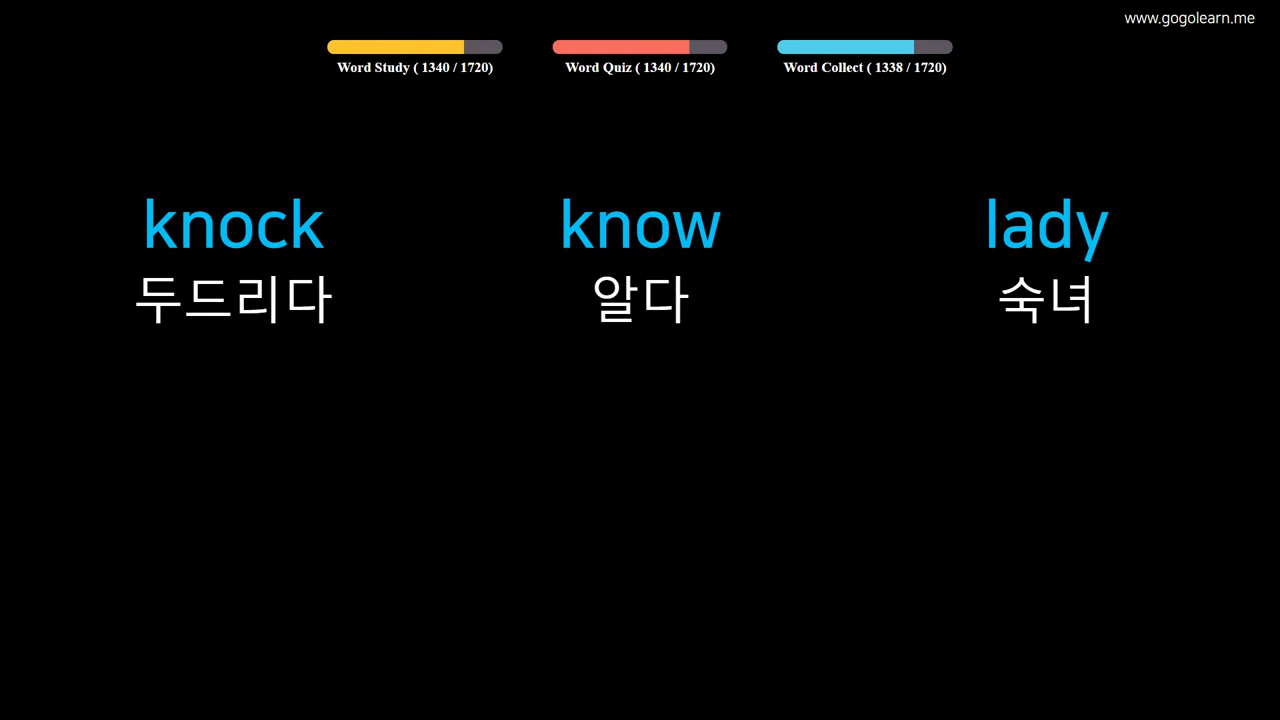 www.gogolearn.me
Word Study ( 1340 / 1720)
Word Quiz ( 1340 / 1720)
Word Collect ( 1338 / 1720)
knock
두드리다
know
알다
lady
숙녀